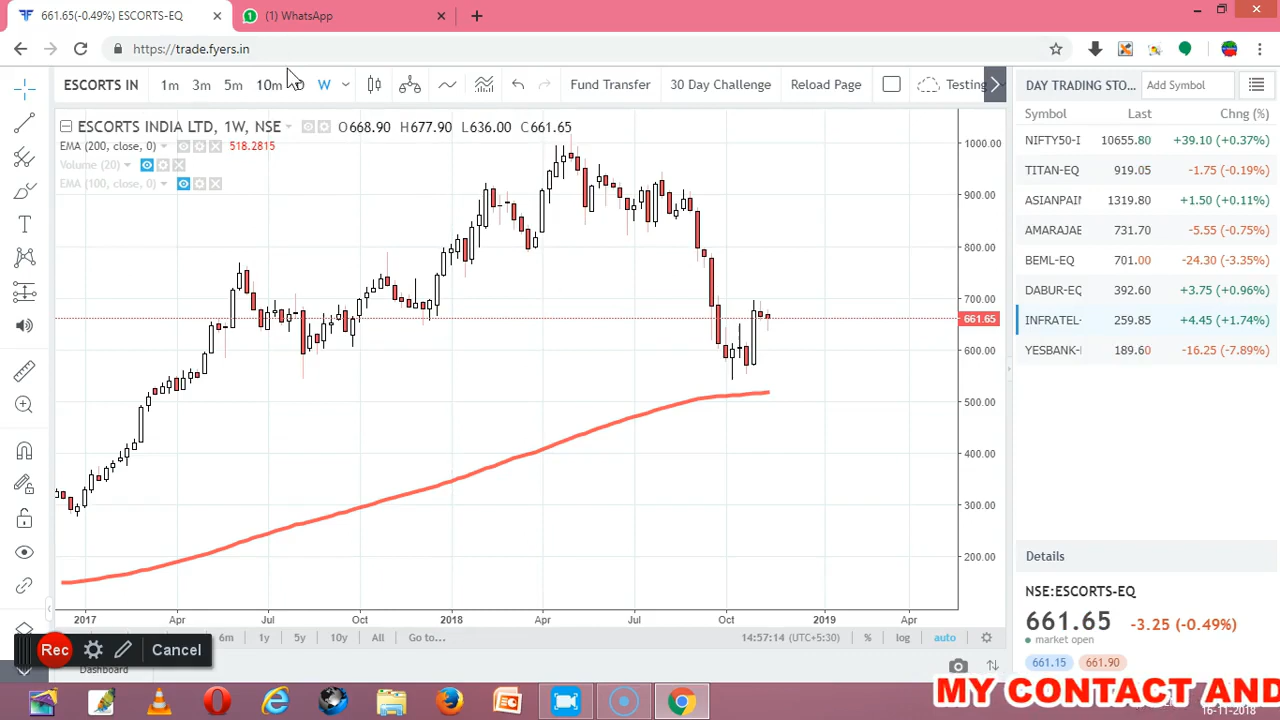 661.65(-0.49%) ESCORTS-EQ
(1) WhatsApp
https://trade.fyers.in
ESCORTS IN 1m 3m 5m 10m W Fund Transfer 30 Day Challenge Reload Page Testing
ESCORTS INDIA LTD, 1W, NSE O668.90 H677.90 L636.00 C661.65
EMA (200, close, 0) 518.2815
Volume (20)
EMA (100, close, 0)
1000.00
900.00
800.00
700.00
661.65
600.00
500.00
400.00
300.00
200.00
2017 Apr Jul Oct 2018 Apr Jul Oct 2019 Apr
6m 1y 5y 10y All Go to... 14:57:14 (UTC+5:30) % log auto
Rec Cancel
Dashboard
DAY TRADING STO... Add Symbol
Symbol Last Chng (%)
NIFTY50-I 10655.80 +39.10 (+0.37%)
TITAN-EQ 919.05 -1.75 (-0.19%)
ASIANPAIN 1319.80 +1.50 (+0.11%)
AMARAJAE 731.70 -5.55 (-0.75%)
BEML-EQ 701.00 -24.30 (-3.35%)
DABUR-EQ 392.60 +3.75 (+0.96%)
INFRATEL- 259.85 +4.45 (+1.74%)
YESBANK-I 189.60 -16.25 (-7.89%)
Details
NSE:ESCORTS-EQ
661.65 -3.25 (-0.49%)
market open
661.15 661.90
MY CONTACT AND
16-11-2018